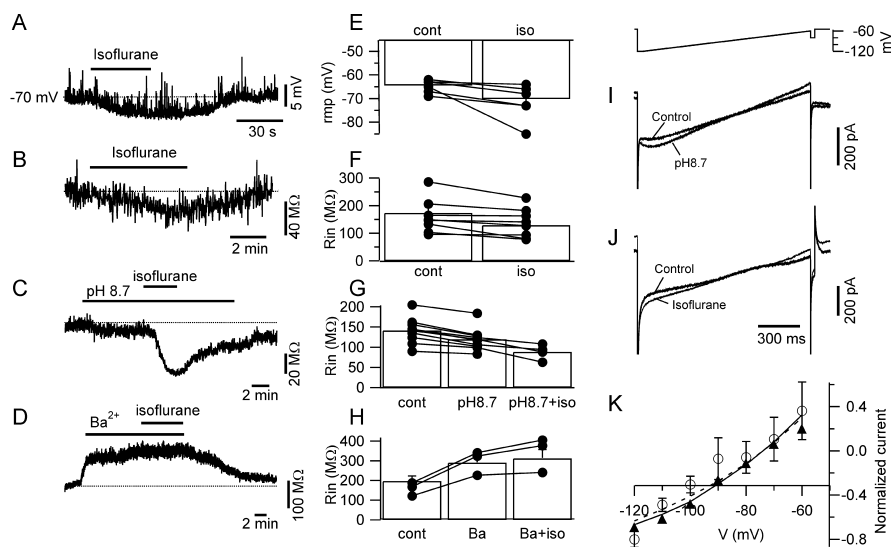 A
Isoflurane
-70 mV
5 mV
30 s
B
Isoflurane
40 MΩ
2 min
C
isoflurane
pH 8.7
20 MΩ
2 min
D
isoflurane
Ba2+
100 MΩ
2 min
E
cont iso
-50
-60
-70
-80
rmp (mV)
F
300
200
100
0
Rin (MΩ)
cont iso
G
200
150
100
50
0
Rin (MΩ)
cont pH8.7 pH8.7+iso
H
400
300
200
100
0
Rin (MΩ)
cont Ba Ba+iso
-60
-120
mV
I
Control
pH8.7
200 pA
J
Control
Isoflurane
200 pA
300 ms
K
0.4
0.0
-0.4
-0.8
Normalized current
-120 -100 -80 -60
V (mV)